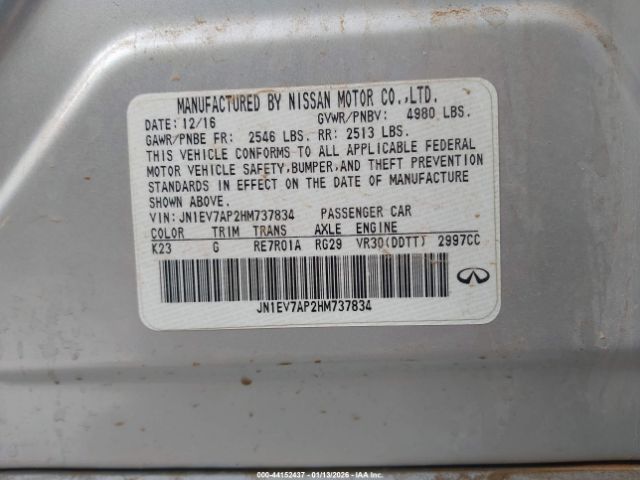 MANUFACTURED BY NISSAN MOTOR CO.,LTD.
DATE: 12/16 GVWR/PNBV: 4980 LBS.
GAWR/PNBE FR: 2546 LBS. RR: 2513 LBS.
THIS VEHICLE CONFORMS TO ALL APPLICABLE FEDERAL
MOTOR VEHICLE SAFETY,BUMPER,AND THEFT PREVENTION
STANDARDS IN EFFECT ON THE DATE OF MANUFACTURE
SHOWN ABOVE.
VIN: JN1EV7AP2HM737834 PASSENGER CAR
COLOR TRIM TRANS AXLE ENGINE
K23 G RE7R01A RG29 VR30(DDTT) 2997CC
JN1EV7AP2HM737834
000-44152437 - 01/13/2026 - IAA Inc.